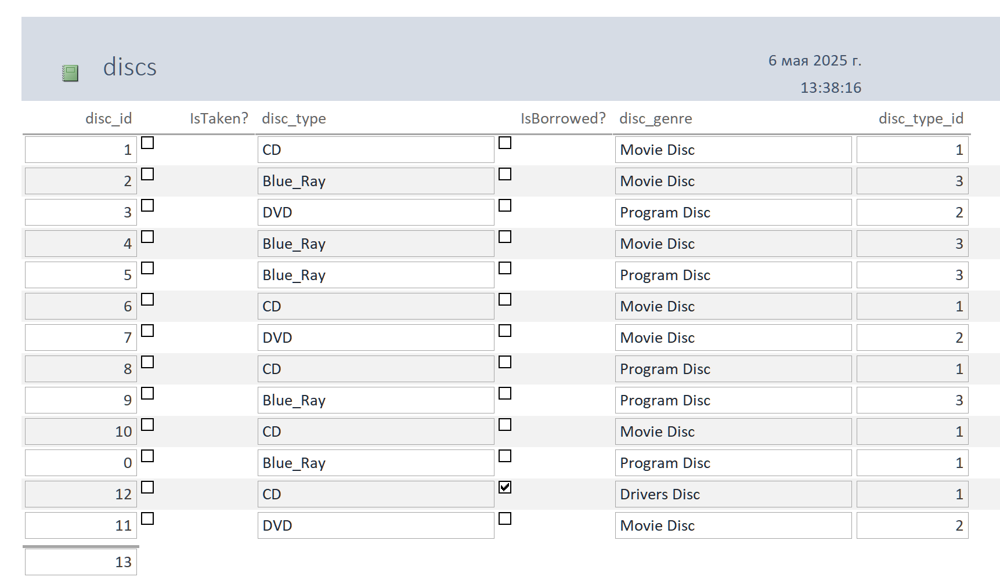 discs
6 мая 2025 г.
13:38:16
disc_id IsTaken? disc_type IsBorrowed? disc_genre disc_type_id
1 CD Movie Disc 1
2 Blue_Ray Movie Disc 3
3 DVD Program Disc 2
4 Blue_Ray Movie Disc 3
5 Blue_Ray Program Disc 3
6 CD Movie Disc 1
7 DVD Movie Disc 2
8 CD Program Disc 1
9 Blue_Ray Program Disc 3
10 CD Movie Disc 1
0 Blue_Ray Program Disc 1
12 CD Drivers Disc 1
11 DVD Movie Disc 2
13